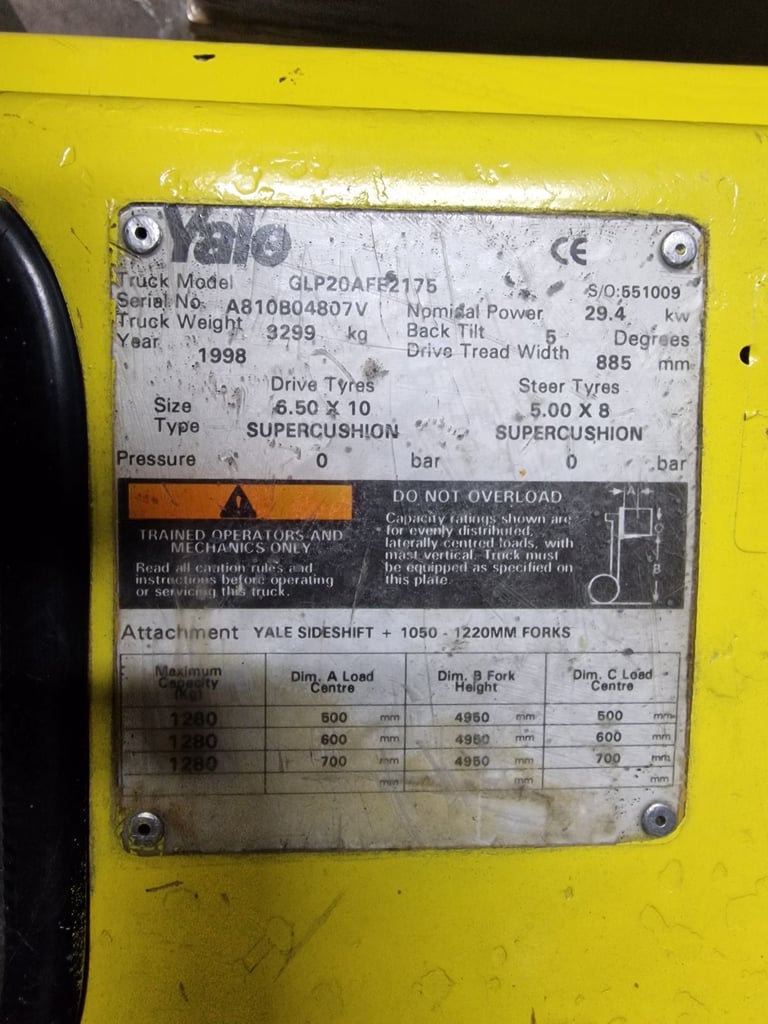 Yale
CE
Truck Model GLP20AFE2175
S/O:551009
Serial No. A810B04807V
Nominal Power 29.4 kw
Truck Weight 3299 kg
Back Tilt 5 Degrees
Year 1998
Drive Tread Width 885 mm
Drive Tyres Steer Tyres
Size 6.50 X 10 5.00 X 8
Type SUPERCUSHION SUPERCUSHION
Pressure 0 bar 0 bar
TRAINED OPERATORS AND
MECHANICS ONLY
Read all caution rules and
instructions before operating
or servicing this truck.
DO NOT OVERLOAD
Capacity ratings shown are
for evenly distributed,
laterally centred loads, with
mast vertical. Truck must
be equipped as specified on
this plate.
A
C
B
Attachment YALE SIDESHIFT + 1050 - 1220MM FORKS
Maximum Capacity (Kg) Dim. A Load Centre Dim. B Fork Height Dim. C Load Centre
1280 500 mm 4950 mm 500 mm
1280 600 mm 4950 mm 600 mm
1280 700 mm 4950 mm 700 mm
mm mm mm